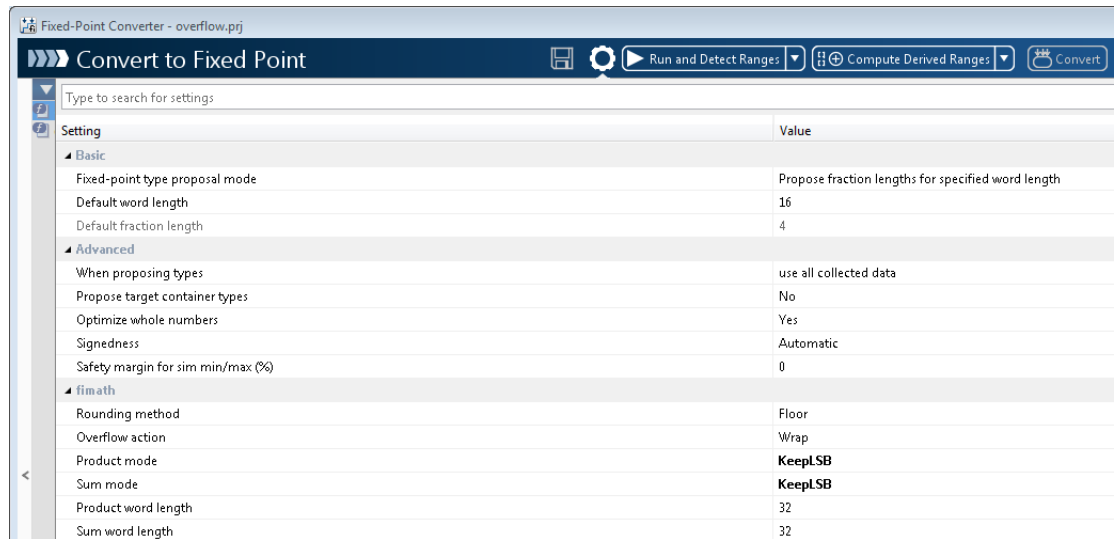 Fixed-Point Converter - overflow.prj
Convert to Fixed Point Run and Detect Ranges Compute Derived Ranges Convert
Type to search for settings
Setting Value
Basic
Fixed-point type proposal mode Propose fraction lengths for specified word length
Default word length 16
Default fraction length 4
Advanced
When proposing types use all collected data
Propose target container types No
Optimize whole numbers Yes
Signedness Automatic
Safety margin for sim min/max (%) 0
fimath
Rounding method Floor
Overflow action Wrap
Product mode KeepLSB
Sum mode KeepLSB
Product word length 32
Sum word length 32